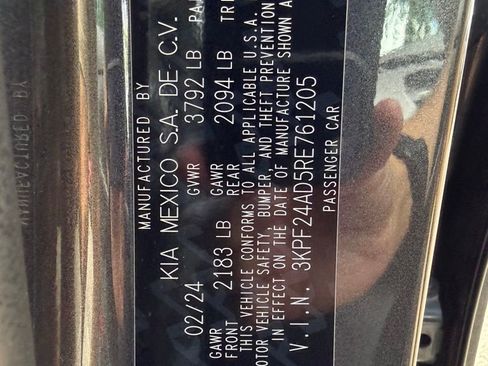 MANUFACTURED BY
KIA MEXICO S.A. DE C.V.
02/24 GVWR 3792 LB
GAWR FRONT 2183 LB GAWR REAR 2094 LB
THIS VEHICLE CONFORMS TO ALL APPLICABLE U.S.A.
MOTOR VEHICLE SAFETY, BUMPER, AND THEFT PREVENTION
IN EFFECT ON THE DATE OF MANUFACTURE SHOWN A
V.I.N. 3KPF24AD5RE761205
PASSENGER CAR